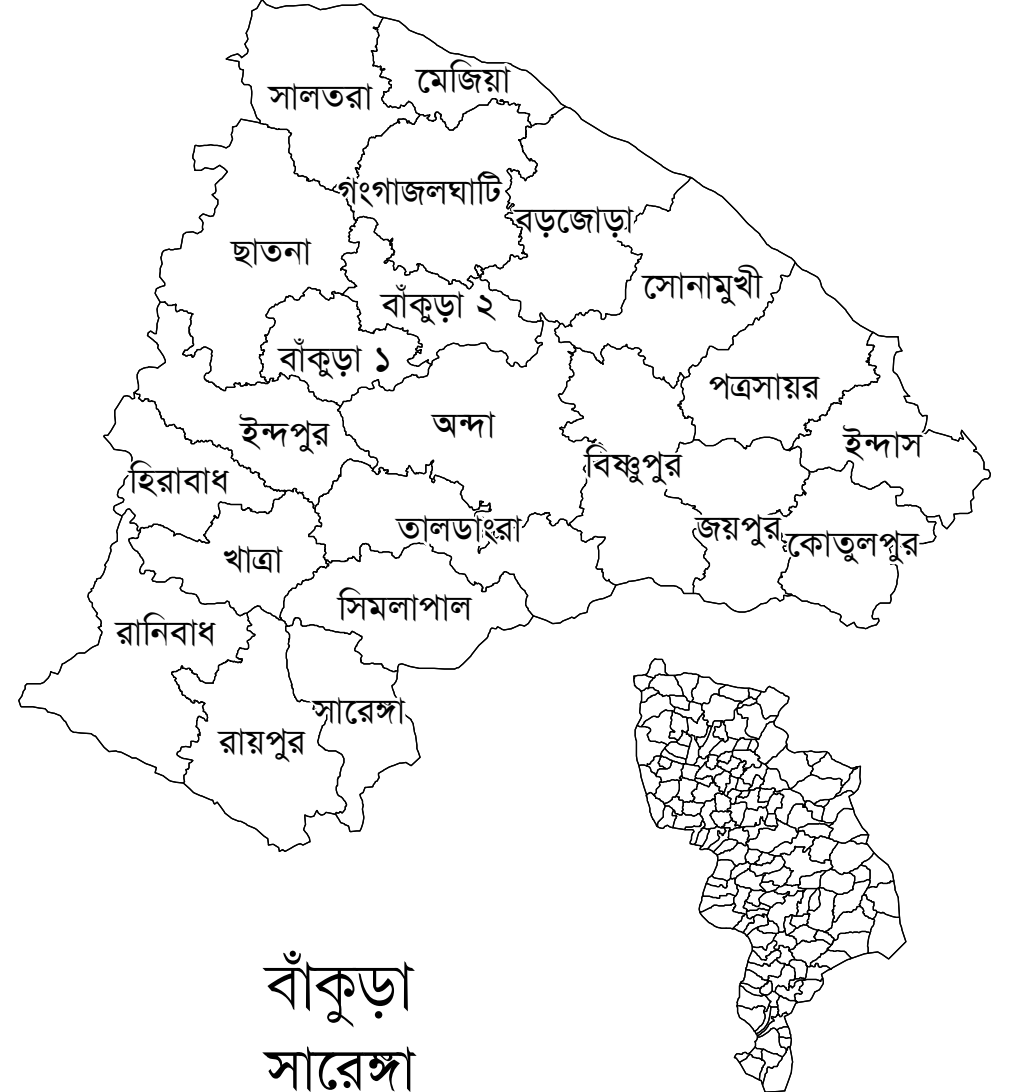 মেজিয়া
সালতরা
গংগাজলঘাটি
বড়জোড়া
ছাতনা
সোনামুখী
বাঁকুড়া ২
বাঁকুড়া ১
পত্রসায়র
অন্দা
ইন্দপুর
ইন্দাস
বিষ্ণুপুর
হিরাবাধ
তালডাংরা
জয়পুর
কোতুলপুর
খাত্রা
সিমলাপাল
রানিবাধ
সারেঙ্গা
রায়পুর
বাঁকুড়া
সারেঙ্গা